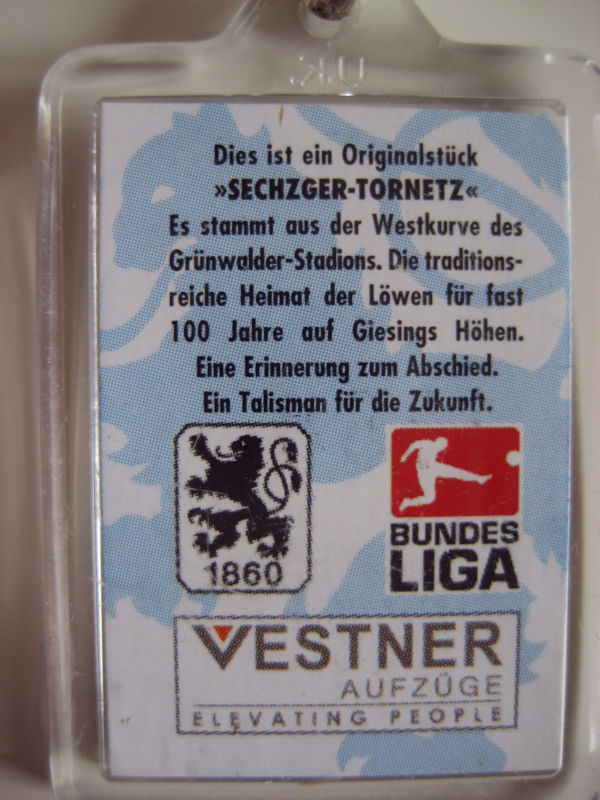 U.K.
Dies ist ein Originalstück
»SECHZGER-TORNETZ«
Es stammt aus der Westkurve des
Grünwalder-Stadions. Die traditions-
reiche Heimat der Löwen für fast
100 Jahre auf Giesings Höhen.
Eine Erinnerung zum Abschied.
Ein Talisman für die Zukunft.
1860
BUNDES
LIGA
VESTNER
AUFZÜGE
ELEVATING PEOPLE